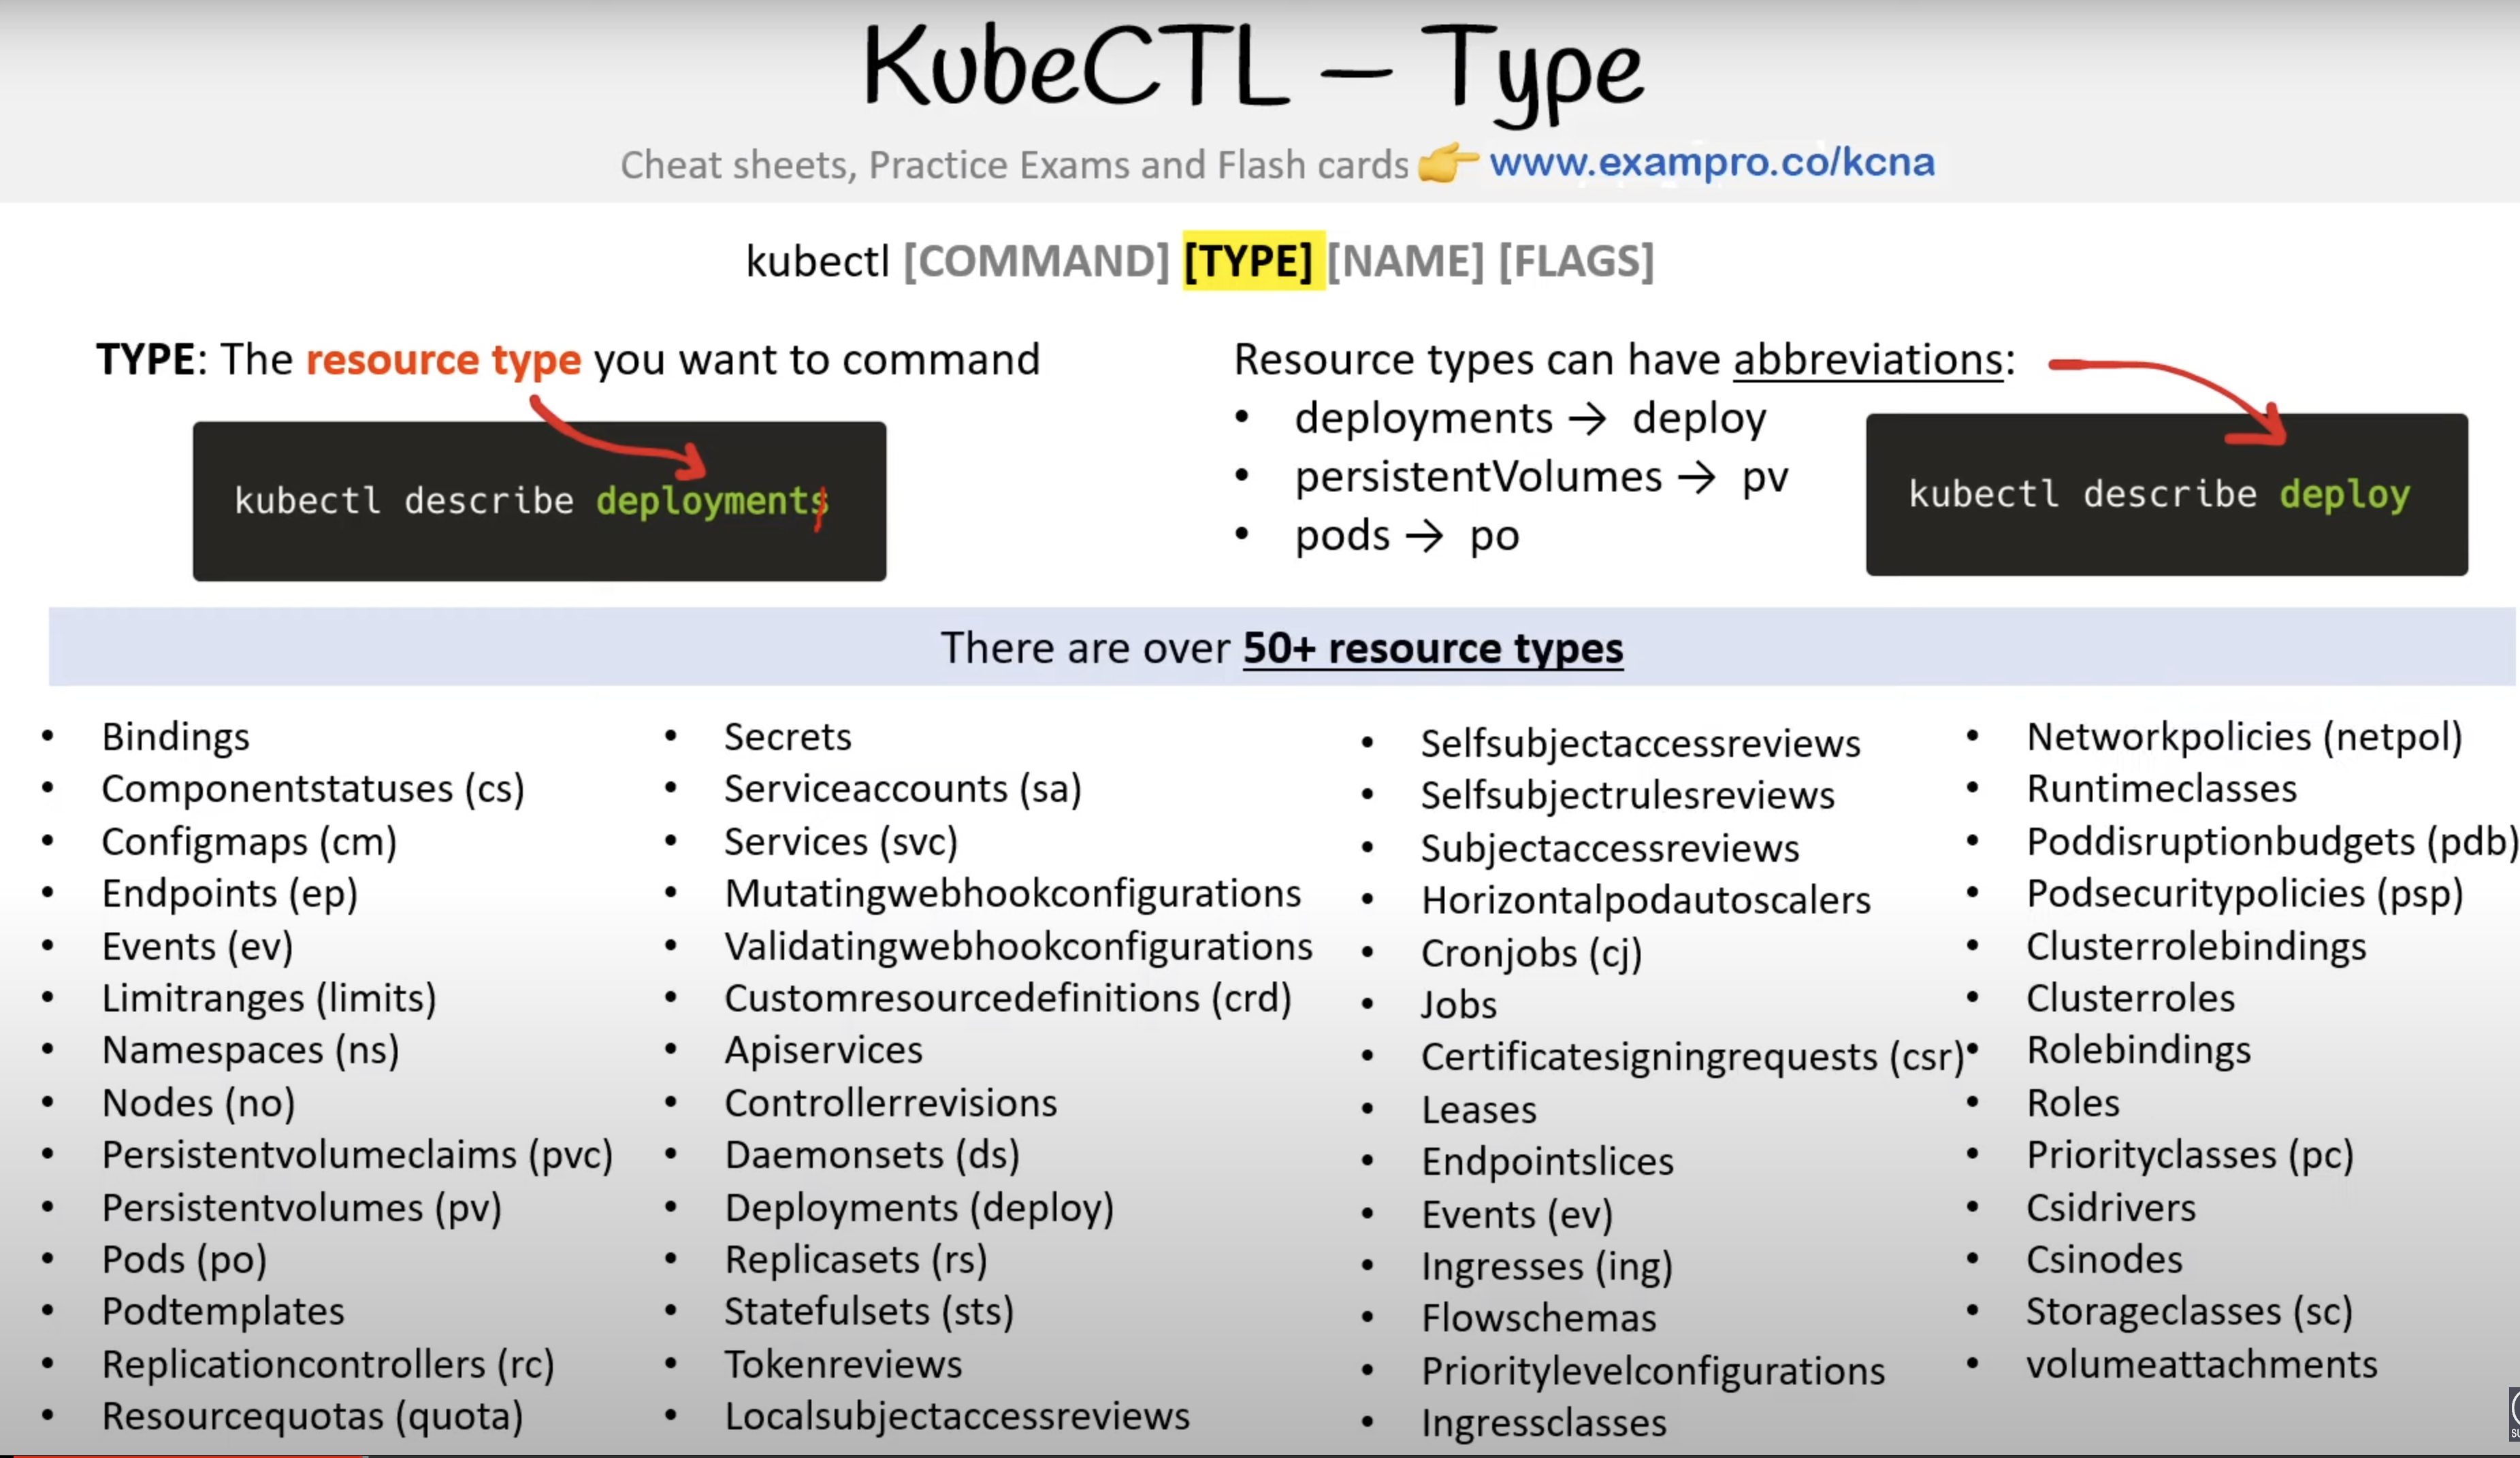 KubeCTL – Type
Cheat sheets, Practice Exams and Flash cards 👉 www.exampro.co/kcna
kubectl [COMMAND] [TYPE] [NAME] [FLAGS]
TYPE: The resource type you want to command
kubectl describe deployments
Resource types can have abbreviations:
• deployments → deploy
• persistentVolumes → pv
• pods → po
kubectl describe deploy
There are over 50+ resource types
• Bindings
• Componentstatuses (cs)
• Configmaps (cm)
• Endpoints (ep)
• Events (ev)
• Limitranges (limits)
• Namespaces (ns)
• Nodes (no)
• Persistentvolumeclaims (pvc)
• Persistentvolumes (pv)
• Pods (po)
• Podtemplates
• Replicationcontrollers (rc)
• Resourcequotas (quota)
• Secrets
• Serviceaccounts (sa)
• Services (svc)
• Mutatingwebhookconfigurations
• Validatingwebhookconfigurations
• Customresourcedefinitions (crd)
• Apiservices
• Controllerrevisions
• Daemonsets (ds)
• Deployments (deploy)
• Replicasets (rs)
• Statefulsets (sts)
• Tokenreviews
• Localsubjectaccessreviews
• Selfsubjectaccessreviews
• Selfsubjectrulesreviews
• Subjectaccessreviews
• Horizontalpodautoscalers
• Cronjobs (cj)
• Jobs
• Certificatesigningrequests (csr)
• Leases
• Endpointslices
• Events (ev)
• Ingresses (ing)
• Flowschemas
• Prioritylevelconfigurations
• Ingressclasses
• Networkpolicies (netpol)
• Runtimeclasses
• Poddisruptionbudgets (pdb)
• Podsecuritypolicies (psp)
• Clusterrolebindings
• Clusterroles
• Rolebindings
• Roles
• Priorityclasses (pc)
• Csidrivers
• Csinodes
• Storageclasses (sc)
• volumeattachments